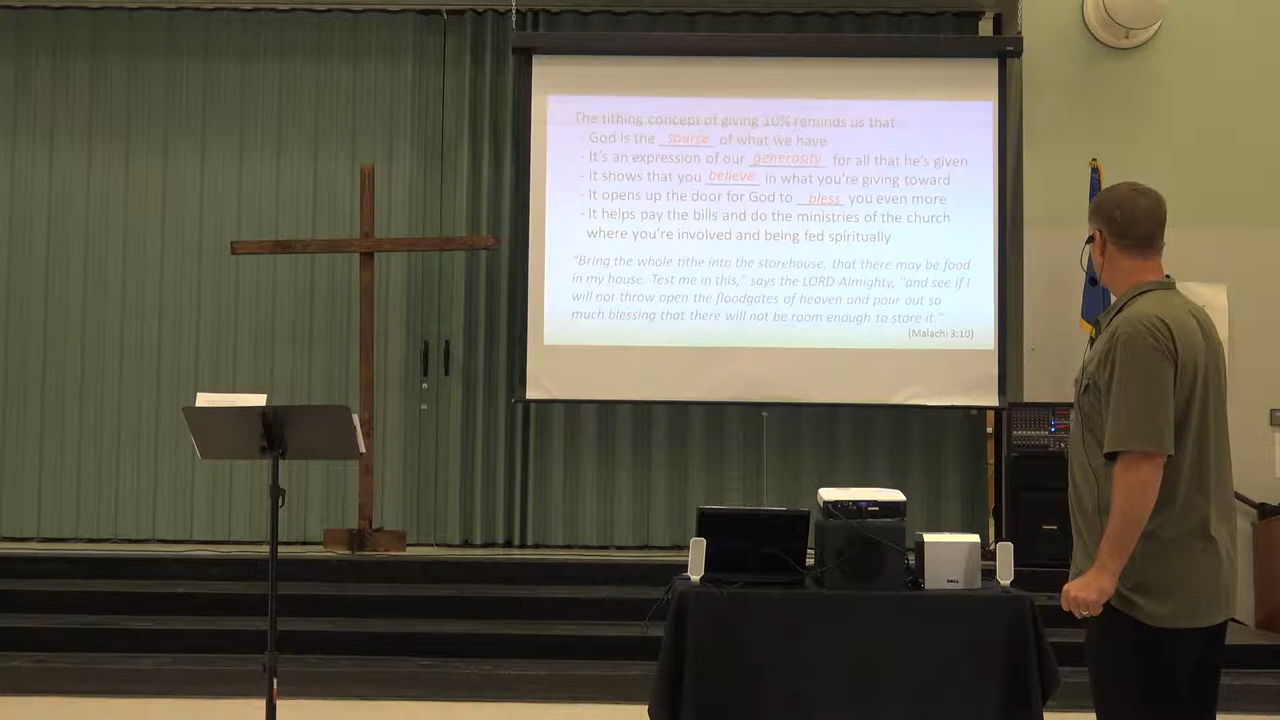 The tithing concept of giving 10% reminds us that
- God is the source of what we have
- It's an expression of our generosity for all that he's given
- It shows that you believe in what you're giving toward
- It opens up the door for God to bless you even more
- It helps pay the bills and do the ministries of the church
where you're involved and being fed spiritually
"Bring the whole tithe into the storehouse, that there may be food
in my house. Test me in this," says the LORD Almighty, "and see if I
will not throw open the floodgates of heaven and pour out so
much blessing that there will not be room enough to store it."
(Malachi 3:10)
DELL